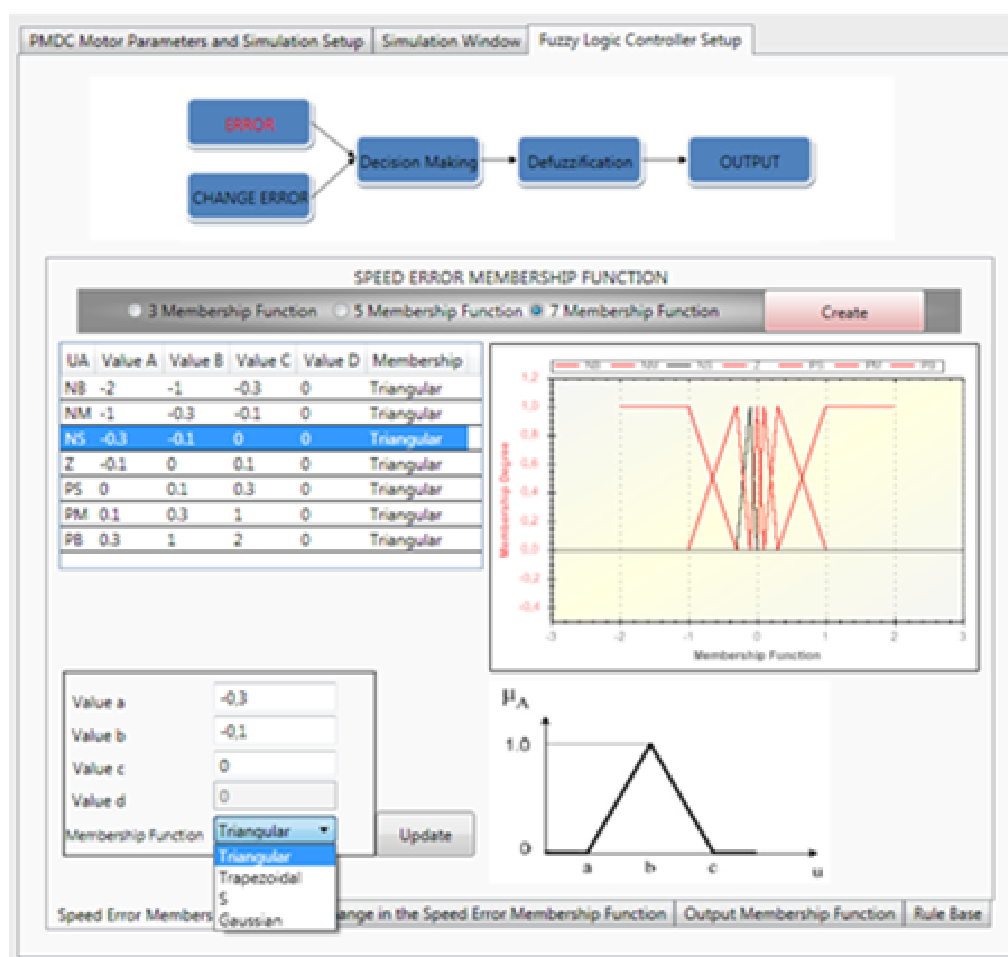 PMDC Motor Parameters and Simulation Setup Simulation Window Fuzzy Logic Controller Setup
ERROR
CHANGE ERROR
Decision Making
Defuzzification
OUTPUT
SPEED ERROR MEMBERSHIP FUNCTION
3 Membership Function 5 Membership Function 7 Membership Function Create
UA Value A Value B Value C Value D Membership
NB -2 -1 -0.3 0 Triangular
NM -1 -0.3 -0.1 0 Triangular
NS -0.3 -0.1 0 0 Triangular
Z -0.1 0 0.1 0 Triangular
PS 0 0.1 0.3 0 Triangular
PM 0.1 0.3 1 0 Triangular
PB 0.3 1 2 0 Triangular
NB NM NS Z PS PM PB
1,2
1,0
0,8
0,6
0,4
0,2
0,0
-0,2
-0,4
Membership Degree
-3 -2 -1 0 1 2 3
Membership Function
Value a -0,3
Value b -0,1
Value c 0
Value d 0
Membership Function Triangular
Update
Triangular
Trapezoidal
S
Gaussian
μA
1.0
0
a b c u
Speed Error Members ange in the Speed Error Membership Function Output Membership Function Rule Base